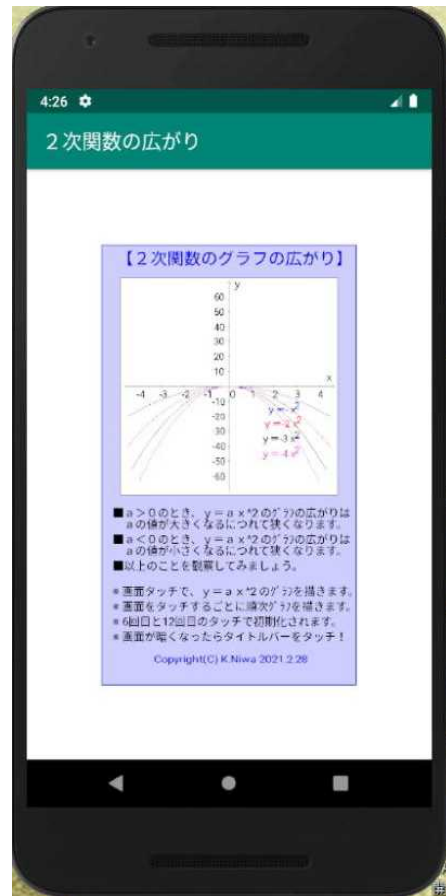 4:26
2次関数の広がり
【2次関数のグラフの広がり】
y
60
50
40
30
20
10
x
-4 -3 -2 -1 0 1 2 3 4
-10
-20
-30
-40
-50
-60
y=-x²
y=-2x²
y=-3x²
y=-4x²
■a>0のとき、y=ax^2のグラフの広がりは
aの値が大きくなるにつれて狭くなります。
■a<0のとき、y=ax^2のグラフの広がりは
aの値が小さくなるにつれて狭くなります。
■以上のことを観察してみましょう。
*画面タッチで、y=ax^2のグラフを描きます。
*画面をタッチするごとに順次グラフを描きます。
*6回目と12回目のタッチで初期化されます。
*画面が暗くなったらタイトルバーをタッチ！
Copyright(C) K.Niwa 2021.2.28